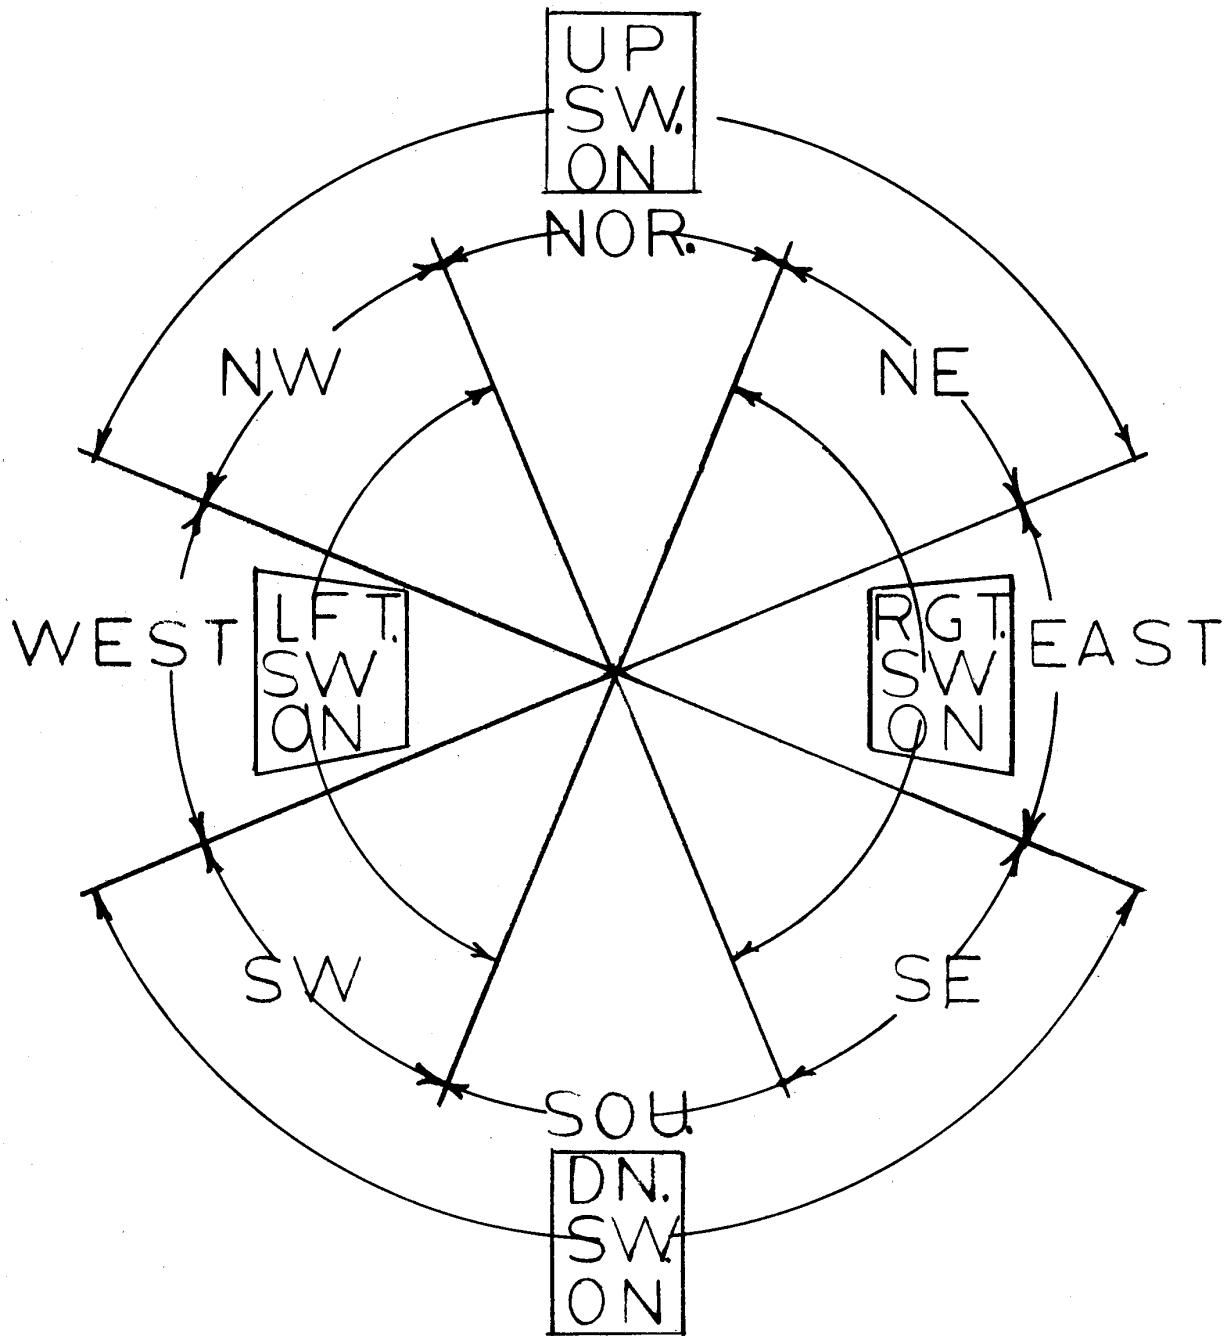 UP
SW.
ON
NOR.
NW
NE
WEST
LFT.
SW
ON
RGT.
SW
ON
EAST
SW
SE
SOU.
DN.
SW.
ON